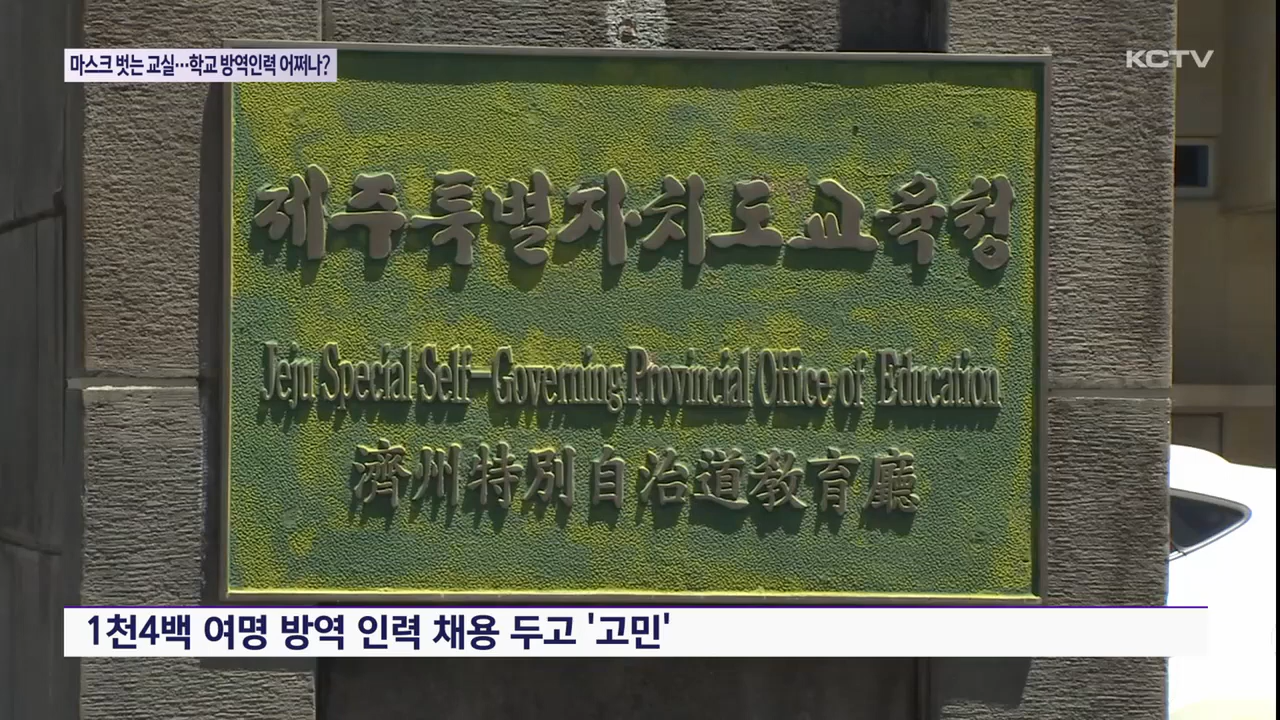 마스크 벗는 교실…학교 방역인력 어쩌나?
KCTV
제주특별자치도교육청
Jeju Special Self-Governing Provincial Office of Education
濟州特別自治道教育廳
1천4백 여명 방역 인력 채용 두고 '고민'